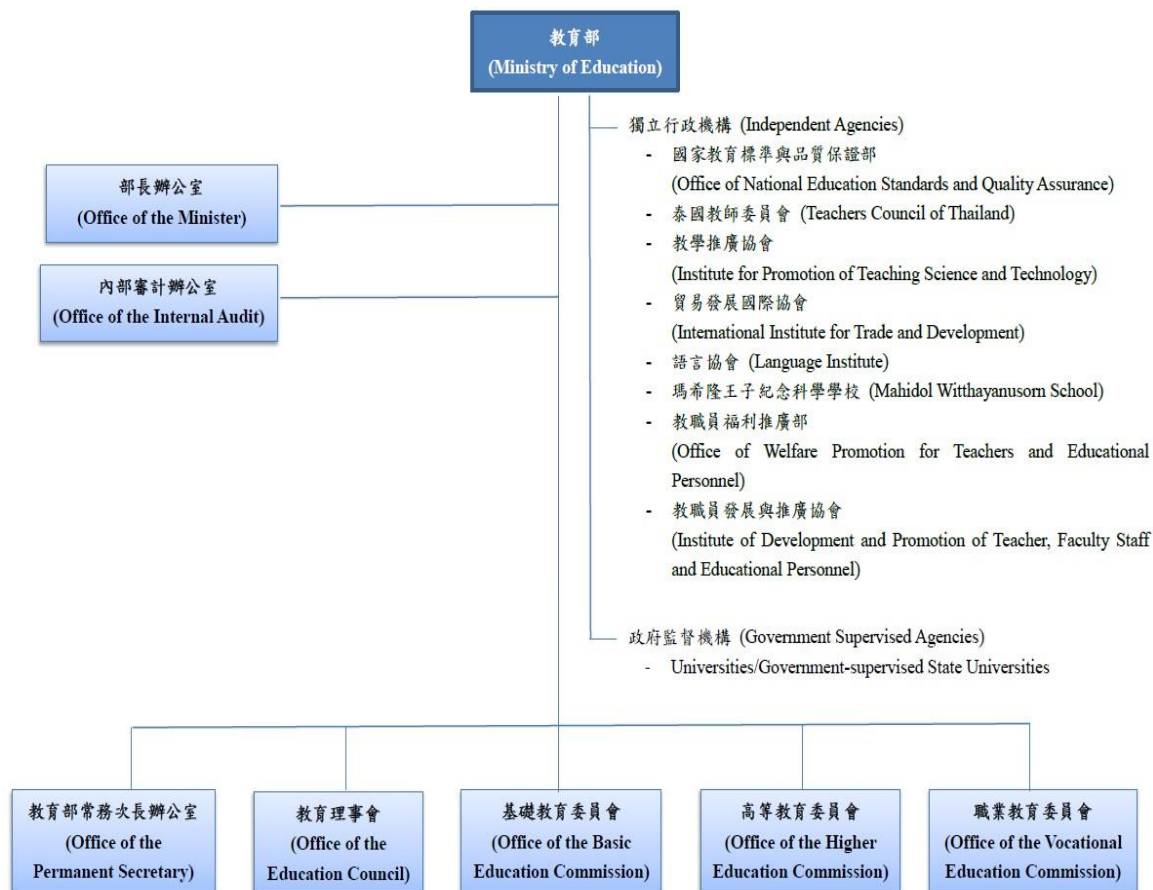 教育部
(Ministry of Education)
獨立行政機構 (Independent Agencies)
- 國家教育標準與品質保證部
(Office of National Education Standards and Quality Assurance)
- 泰國教師委員會 (Teachers Council of Thailand)
- 教學推廣協會
(Institute for Promotion of Teaching Science and Technology)
- 貿易發展國際協會
(International Institute for Trade and Development)
- 語言協會 (Language Institute)
- 瑪希隆王子紀念科學學校 (Mahidol Witthayanusorn School)
- 教職員福利推廣部
(Office of Welfare Promotion for Teachers and Educational
Personnel)
- 教職員發展與推廣協會
(Institute of Development and Promotion of Teacher, Faculty Staff
and Educational Personnel)
政府監督機構 (Government Supervised Agencies)
- Universities/Government-supervised State Universities
部長辦公室
(Office of the Minister)
內部審計辦公室
(Office of the Internal Audit)
教育部常務次長辦公室
(Office of the
Permanent Secretary)
教育理事會
(Office of the
Education Council)
基礎教育委員會
(Office of the Basic
Education Commission)
高等教育委員會
(Office of the Higher
Education Commission)
職業教育委員會
(Office of the Vocational
Education Commission)